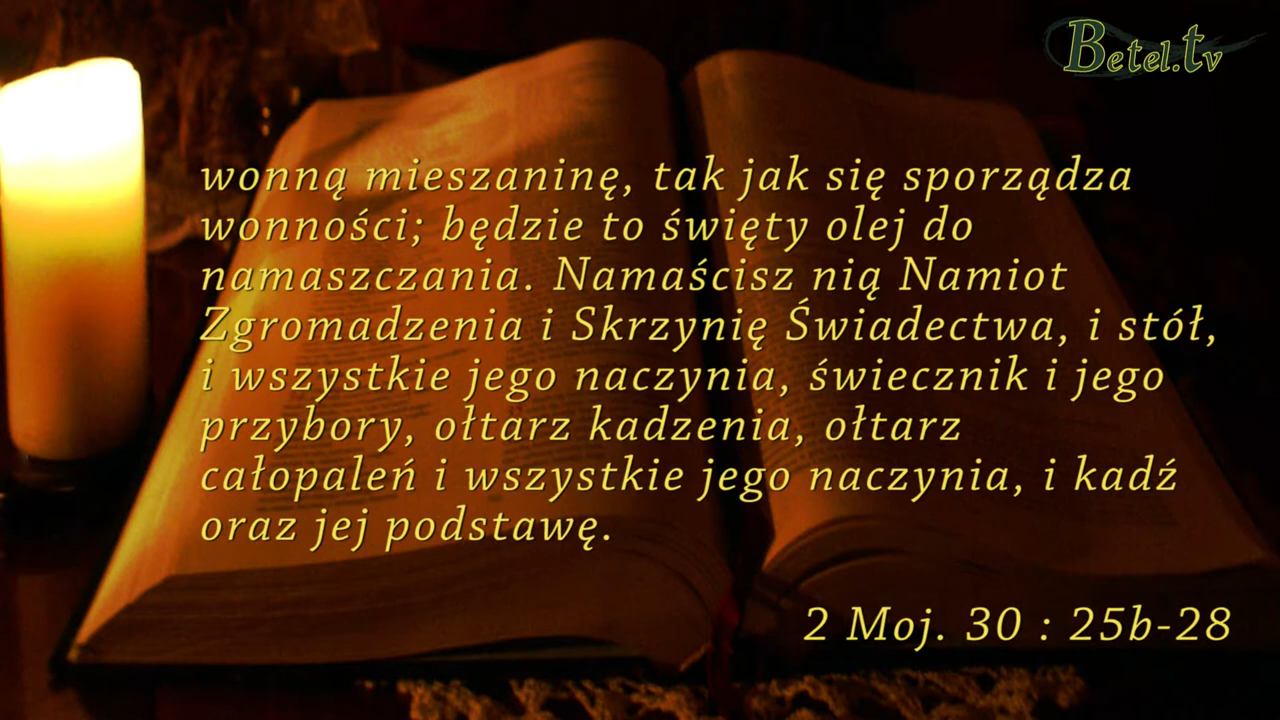 Betel.tv
wonną mieszaninę, tak jak się sporządza
wonności; będzie to święty olej do
namaszczania. Namaścisz nią Namiot
Zgromadzenia i Skrzynię Świadectwa, i stół,
i wszystkie jego naczynia, świecznik i jego
przybory, ołtarz kadzenia, ołtarz
całopaleń i wszystkie jego naczynia, i kadź
oraz jej podstawę.
2 Moj. 30 : 25b-28